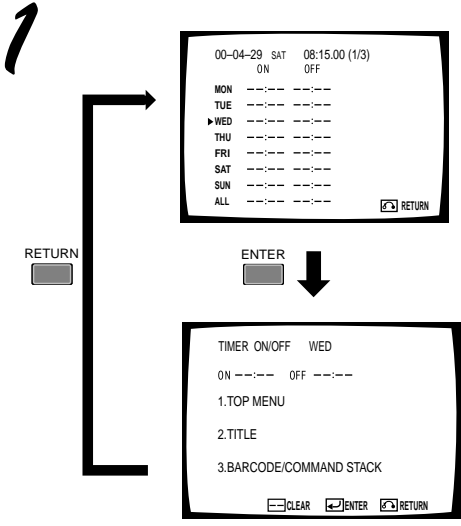 1
00–04–29 SAT 08:15.00 (1/3)
ON OFF
MON --:-- --:--
TUE --:-- --:--
▶WED --:-- --:--
THU --:-- --:--
FRI --:-- --:--
SAT --:-- --:--
SUN --:-- --:--
ALL --:-- --:--
RETURN
RETURN
ENTER
TIMER ON/OFF WED
ON --:-- OFF --:--
1.TOP MENU
2.TITLE
3.BARCODE/COMMAND STACK
--CLEAR ENTER RETURN